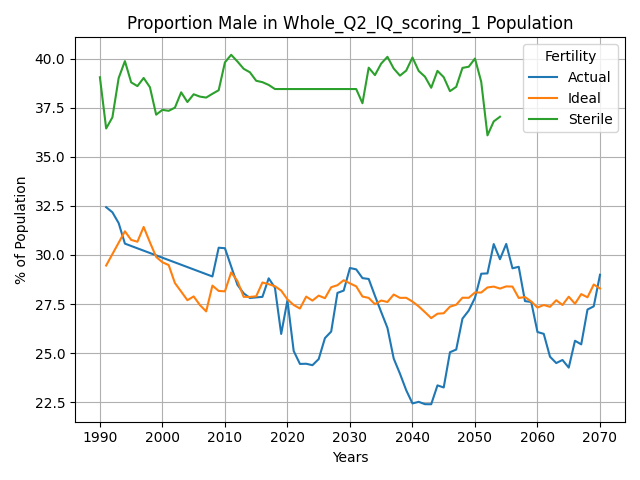 Proportion Male in Whole_Q2_IQ_scoring_1 Population
Fertility
Actual
Ideal
Sterile
% of Population
40.0
37.5
35.0
32.5
30.0
27.5
25.0
22.5
1990 2000 2010 2020 2030 2040 2050 2060 2070
Years